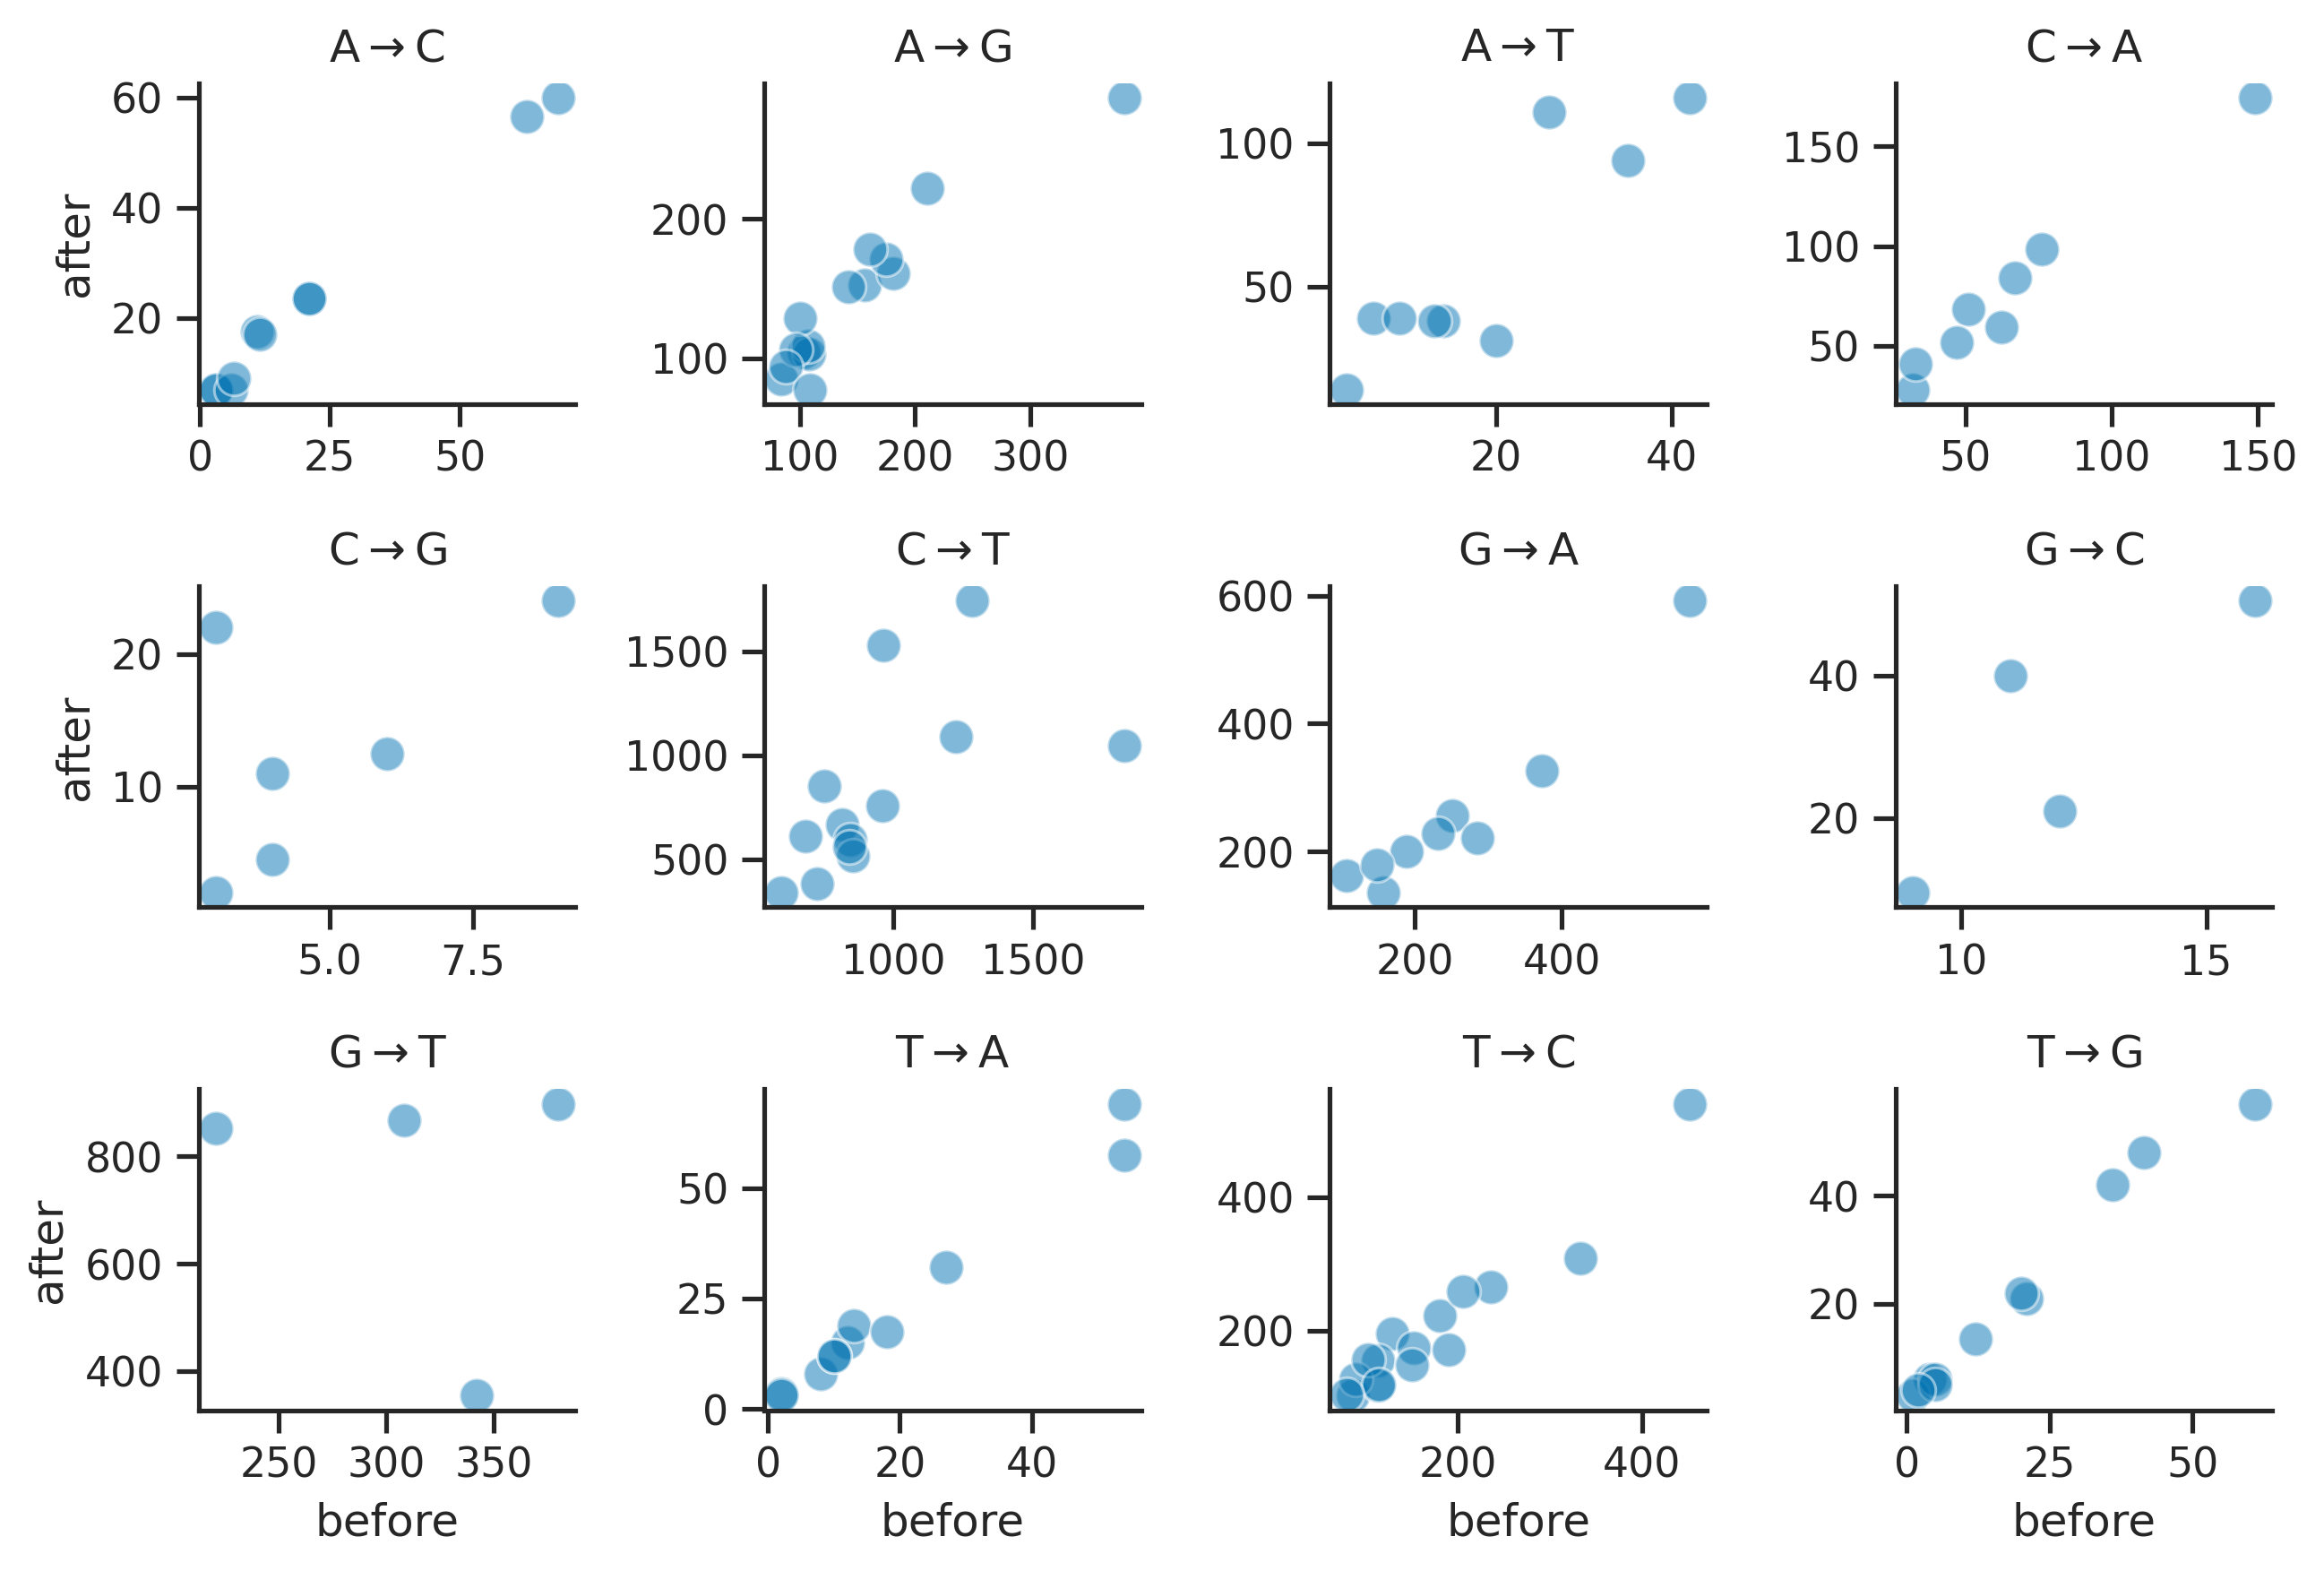 A→C
A→G
A→T
C→A
60
40
20
after
0 25 50
200
100
100 200 300
100
50
20 40
150
100
50
50 100 150
C→G
C→T
G→A
G→C
20
10
after
5.0 7.5
1500
1000
500
1000 1500
600
400
200
200 400
40
20
10 15
G→T
T→A
T→C
T→G
800
600
400
after
250 300 350
before
50
25
0
0 20 40
before
400
200
200 400
before
40
20
0 25 50
before